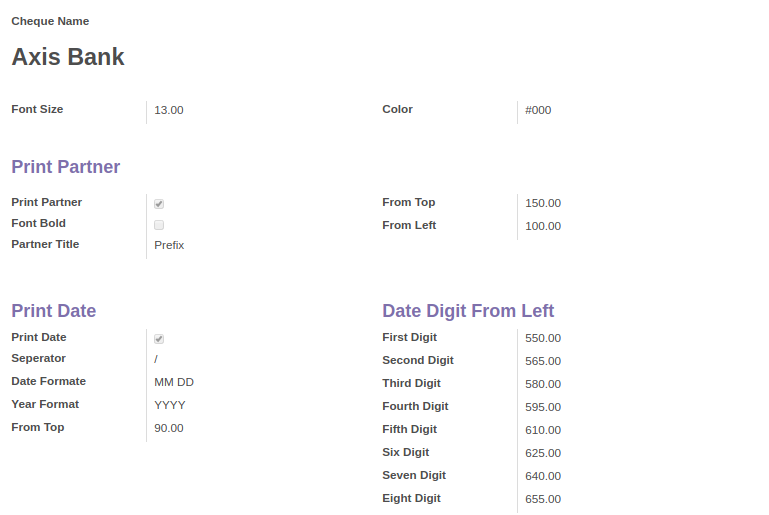 Cheque Name
Axis Bank
Font Size 13.00 Color #000
Print Partner
Print Partner From Top 150.00
Font Bold From Left 100.00
Partner Title Prefix
Print Date Date Digit From Left
Print Date First Digit 550.00
Seperator / Second Digit 565.00
Date Formate MM DD Third Digit 580.00
Year Format YYYY Fourth Digit 595.00
From Top 90.00 Fifth Digit 610.00
Six Digit 625.00
Seven Digit 640.00
Eight Digit 655.00